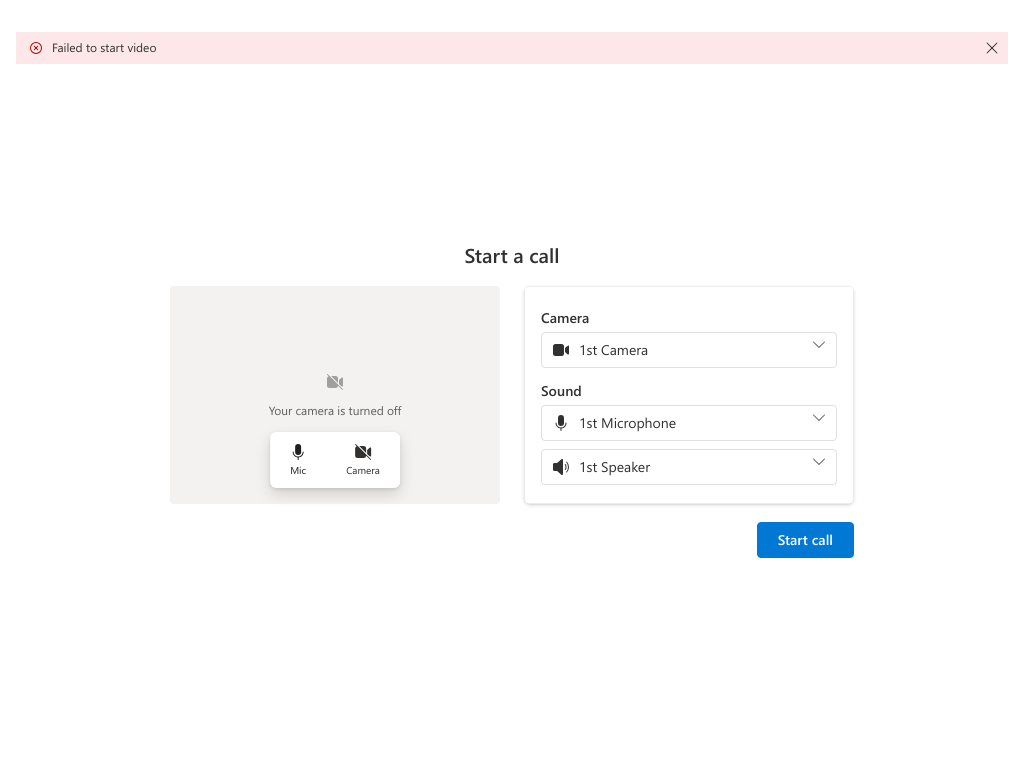 Failed to start video
Start a call
Your camera is turned off
Mic
Camera
Camera
1st Camera
Sound
1st Microphone
1st Speaker
Start call